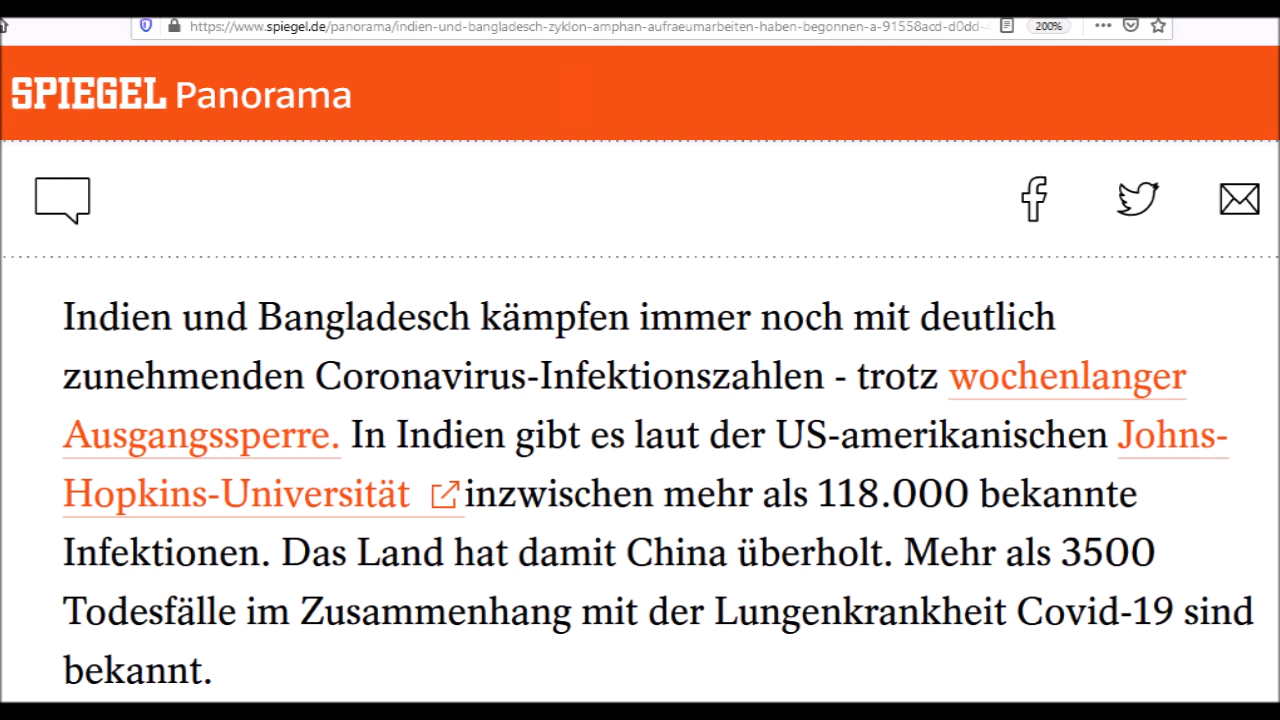 https://www.spiegel.de/panorama/indien-und-bangladesch-zyklon-amphan-aufraeumarbeiten-haben-begonnen-a-91558acd-d0dd-
200%
SPIEGEL Panorama
Indien und Bangladesch kämpfen immer noch mit deutlich
zunehmenden Coronavirus-Infektionszahlen - trotz wochenlanger
Ausgangssperre. In Indien gibt es laut der US-amerikanischen Johns-
Hopkins-Universität inzwischen mehr als 118.000 bekannte
Infektionen. Das Land hat damit China überholt. Mehr als 3500
Todesfälle im Zusammenhang mit der Lungenkrankheit Covid-19 sind
bekannt.